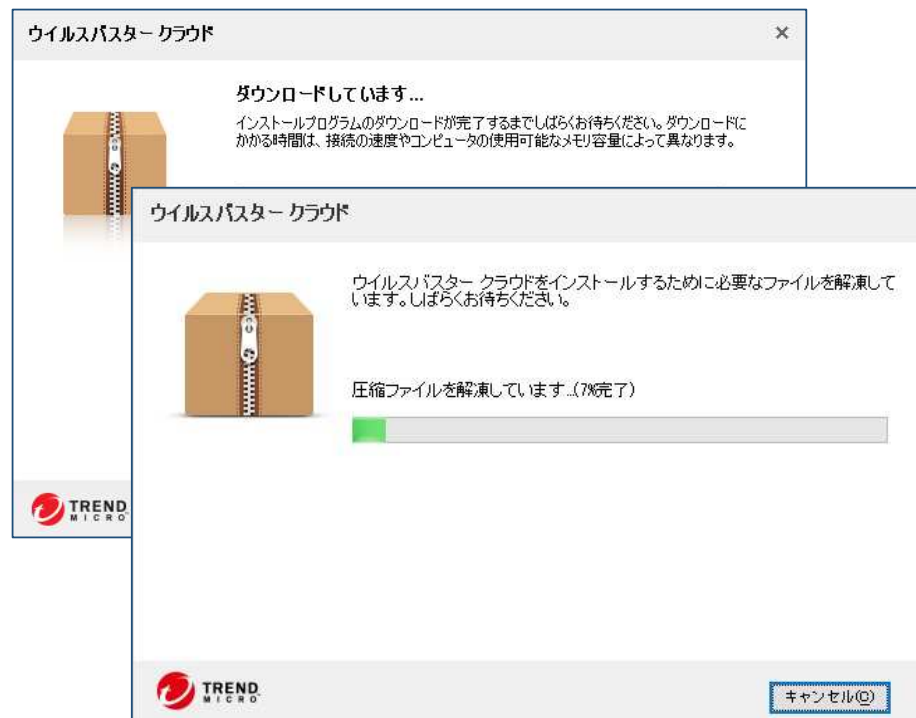 ウイルスバスター クラウド
×
ダウンロードしています...
インストールプログラムのダウンロードが完了するまでしばらくお待ちください。ダウンロードに
かかる時間は、接続の速度やコンピュータの使用可能なメモリ容量によって異なります。
TREND
MICRO
ウイルスバスター クラウド
ウイルスバスター クラウドをインストールするために必要なファイルを解凍して
います。しばらくお待ちください。
圧縮ファイルを解凍しています...(7%完了)
TREND
MICRO
キャンセル(C)